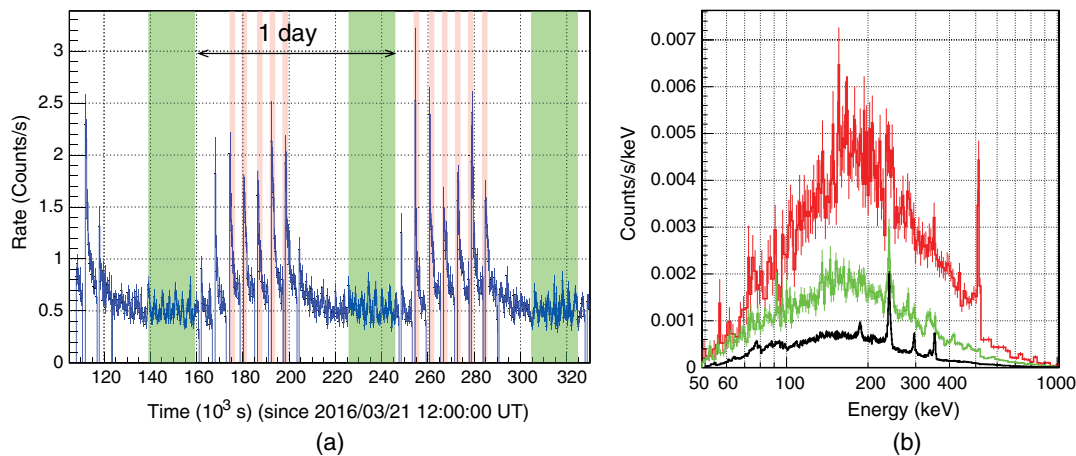 1 day
Rate (Counts/s)
3
2.5
2
1.5
1
0.5
0
120 140 160 180 200 220 240 260 280 300 320
Time (10³ s) (since 2016/03/21 12:00:00 UT)
(a)
Counts/s/keV
0.007
0.006
0.005
0.004
0.003
0.002
0.001
0
50 60 100 200 300 400 1000
Energy (keV)
(b)